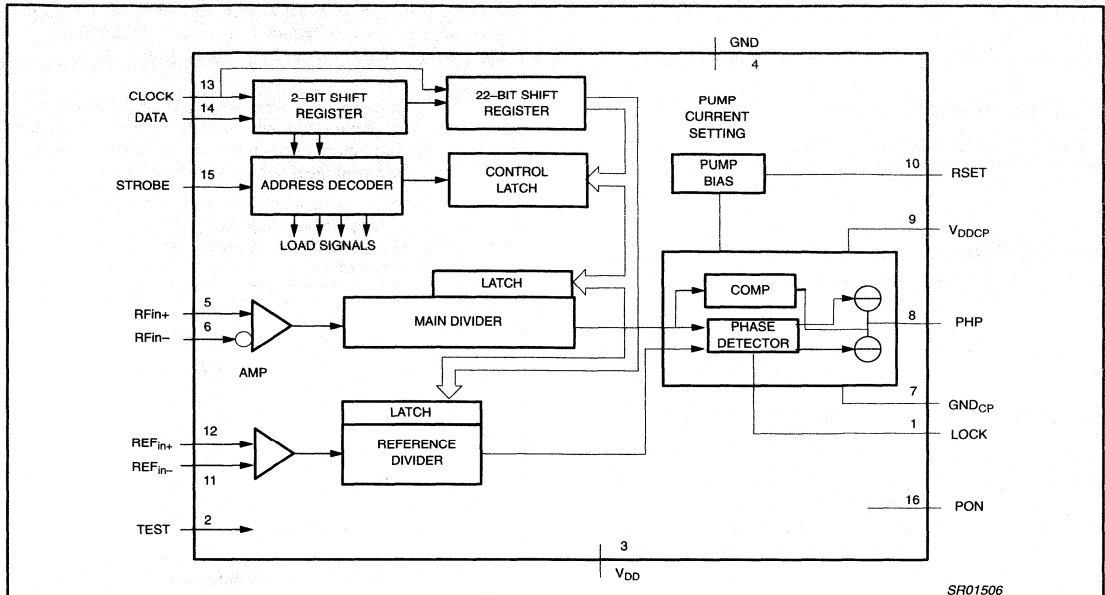 GND
4
CLOCK
13
DATA
14
2–BIT SHIFT
REGISTER
22–BIT SHIFT
REGISTER
PUMP
CURRENT
SETTING
STROBE
15
ADDRESS DECODER
CONTROL
LATCH
PUMP
BIAS
10
RSET
LOAD SIGNALS
9
VDDCP
LATCH
MAIN DIVIDER
RFin+
5
RFin–
6
AMP
COMP
PHASE
DETECTOR
8
PHP
7
GNDCP
1
LOCK
LATCH
REFERENCE
DIVIDER
REFin+
12
REFin–
11
16
PON
TEST
2
3
VDD
SR01506